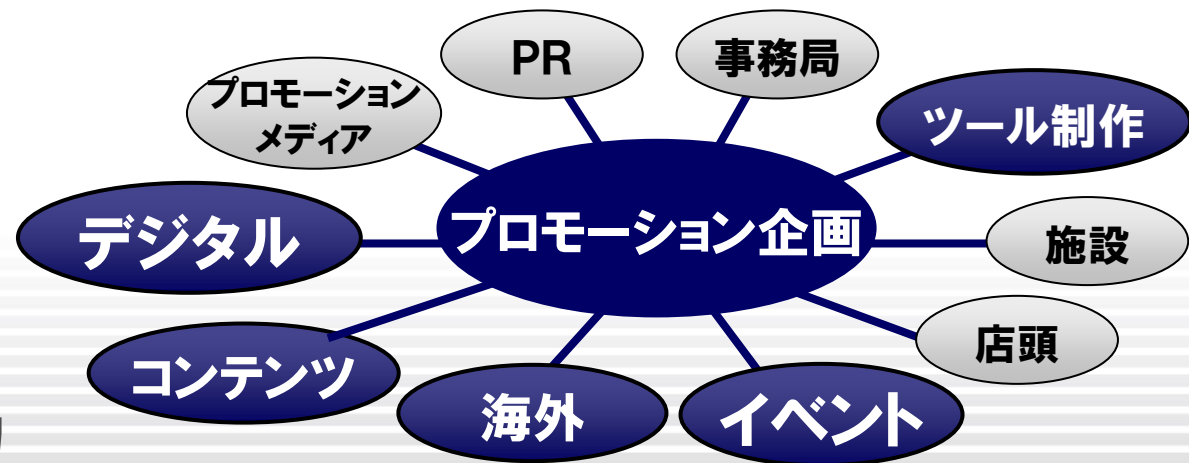 PR
事務局
プロモーション
メディア
ツール制作
デジタル
プロモーション企画
施設
店頭
コンテンツ
海外
イベント